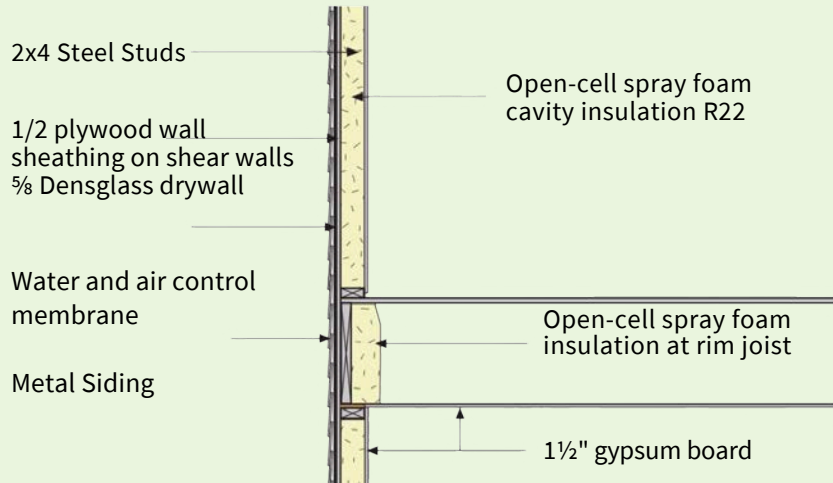 2x4 Steel Studs
Open-cell spray foam
cavity insulation R22
1/2 plywood wall
sheathing on shear walls
⅝ Densglass drywall
Water and air control
membrane
Open-cell spray foam
insulation at rim joist
Metal Siding
1½" gypsum board